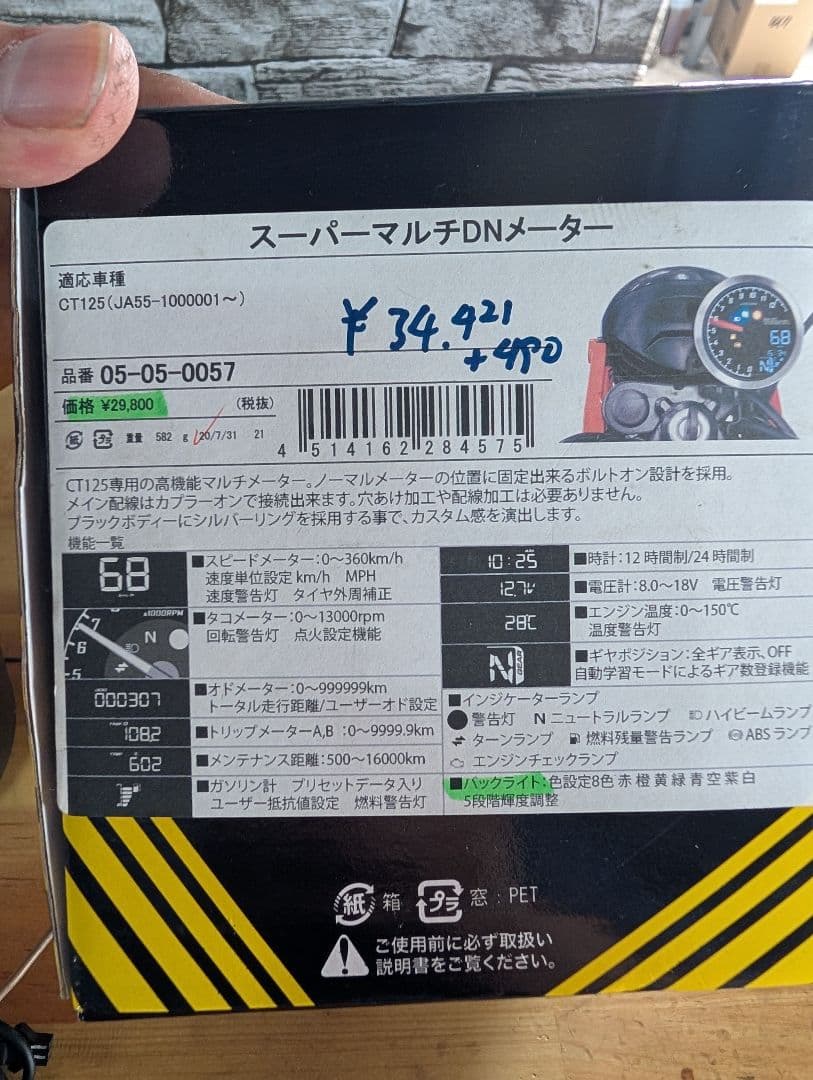 スーパーマルチDNメーター
適応車種
CT125(JA55-1000001～)
¥34.921
品番 05-05-0057
価格 ¥29,800 (税抜)
紙 プラ 重量 582 g 20/7/31 21
4 514162 284575
CT125専用の高機能マルチメーター。ノーマルメーターの位置に固定出来るボルトオン設計を採用。
メイン配線はカプラーオンで接続出来ます。穴あけ加工や配線加工は必要ありません。
ブラックボディーにシルバーリングを採用する事で、カスタム感を演出します。
機能一覧
68
■スピードメーター:0～360km/h
速度単位設定 km/h MPH
速度警告灯 タイヤ外周補正
x1000RPM
7
6
5
N
■タコメーター:0～13000rpm
回転警告灯 点火設定機能
000307
■オドメーター:0～999999km
トータル走行距離/ユーザーオド設定
108.2
■トリップメーターA,B :0～9999.9km
602
■メンテナンス距離:500～16000km
■ガソリン計 プリセットデータ入り
ユーザー抵抗値設定 燃料警告灯
10:25
■時計:12時間制/24時間制
12.7V
■電圧計:8.0～18V 電圧警告灯
28℃
■エンジン温度:0～150℃
温度警告灯
N GEAR
■ギヤポジション:全ギア表示、OFF
自動学習モードによるギア数登録機能
■インジケーターランプ
警告灯 N ニュートラルランプ ハイビームランプ
ターンランプ 燃料残量警告ランプ ABSランプ
エンジンチェックランプ
■バックライト:色設定8色 赤 橙 黄 緑 青 空 紫 白
5段階輝度調整
紙 箱 プラ 窓:PET
ご使用前に必ず取扱い
説明書をご覧ください。